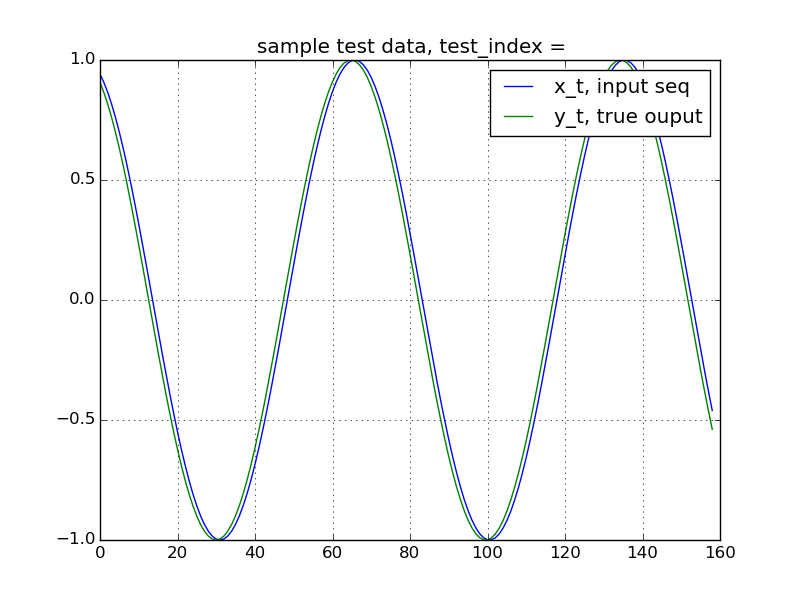 sample test data, test_index =
x_t, input seq
y_t, true ouput
1.0
0.5
0.0
−0.5
−1.0
0 20 40 60 80 100 120 140 160